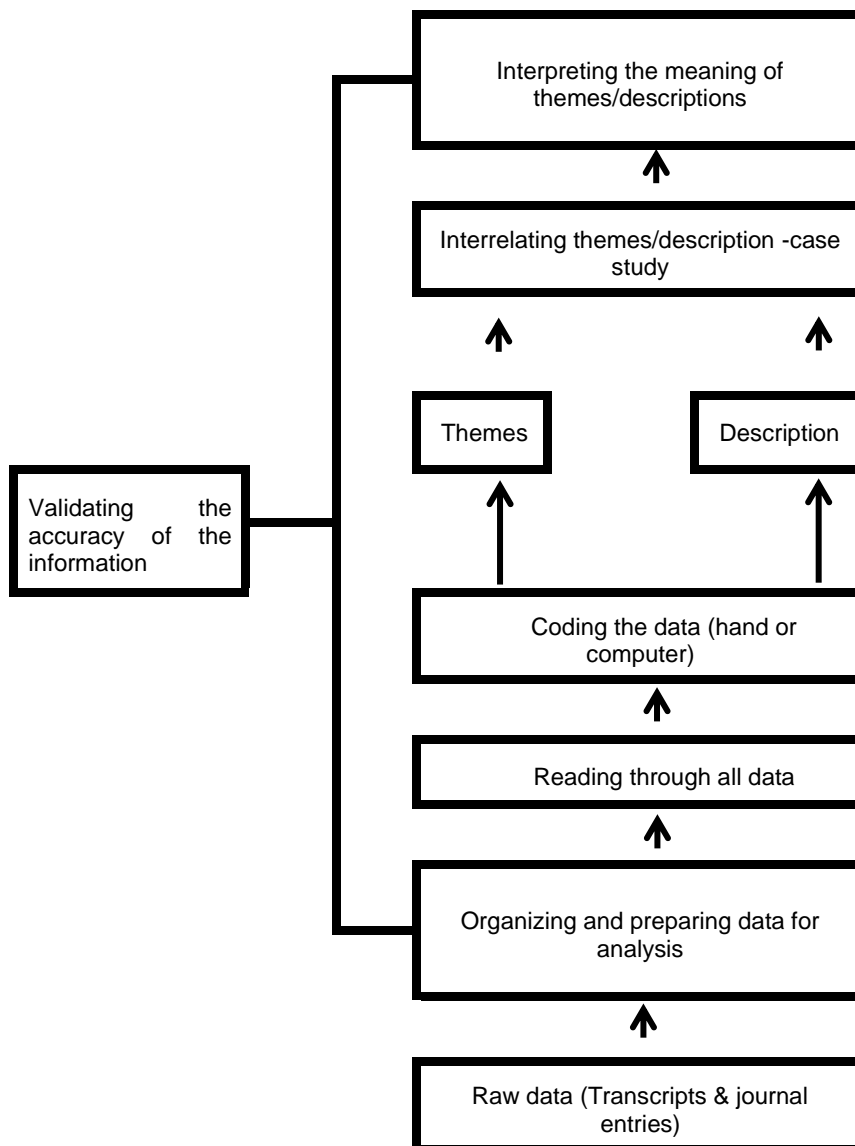 Interpreting the meaning of
themes/descriptions
Interrelating themes/description -case
study
Themes
Description
Validating the
accuracy of the
information
Coding the data (hand or
computer)
Reading through all data
Organizing and preparing data for
analysis
Raw data (Transcripts & journal
entries)